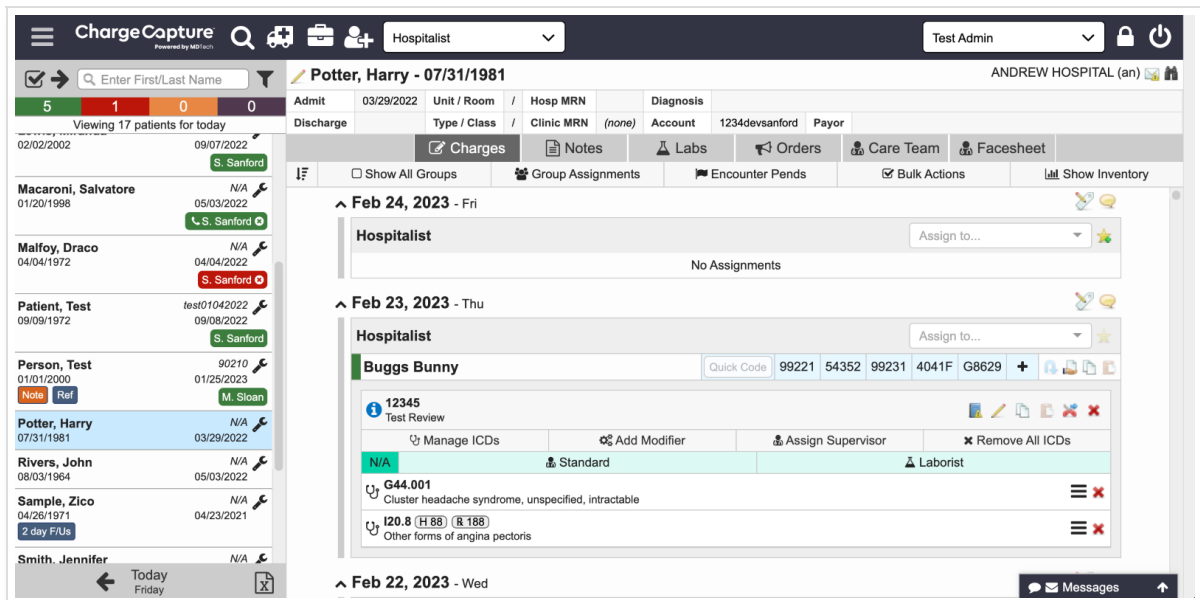 ChargeCapture
Powered by MDTech
Hospitalist
Test Admin
Enter First/Last Name
5 1 0 0
Viewing 17 patients for today
02/02/2002 09/07/2022
S. Sanford
Macaroni, Salvatore N/A
01/20/1998 05/03/2022
S. Sanford
Malfoy, Draco N/A
04/04/1972 04/04/2022
S. Sanford
Patient, Test test01042022
09/09/1972 09/08/2022
S. Sanford
Person, Test 90210
01/01/2000 01/25/2023
Note Ref M. Sloan
Potter, Harry N/A
07/31/1981 03/29/2022
Rivers, John N/A
08/03/1964 05/03/2022
Sample, Zico N/A
04/26/1971 04/23/2021
2 day F/Us
Smith, Jennifer N/A
Today
Friday
Potter, Harry - 07/31/1981
ANDREW HOSPITAL (an)
Admit 03/29/2022 Unit / Room / Hosp MRN Diagnosis
Discharge Type / Class / Clinic MRN (none) Account 1234devsanford Payor
Charges Notes Labs Orders Care Team Facesheet
Show All Groups Group Assignments Encounter Pends Bulk Actions Show Inventory
Feb 24, 2023 - Fri
Hospitalist Assign to...
No Assignments
Feb 23, 2023 - Thu
Hospitalist Assign to...
Buggs Bunny Quick Code 99221 54352 99231 4041F G8629 +
12345
Test Review
Manage ICDs Add Modifier Assign Supervisor Remove All ICDs
N/A Standard Laborist
G44.001
Cluster headache syndrome, unspecified, intractable
I20.8 H 88 R 188
Other forms of angina pectoris
Feb 22, 2023 - Wed
Messages